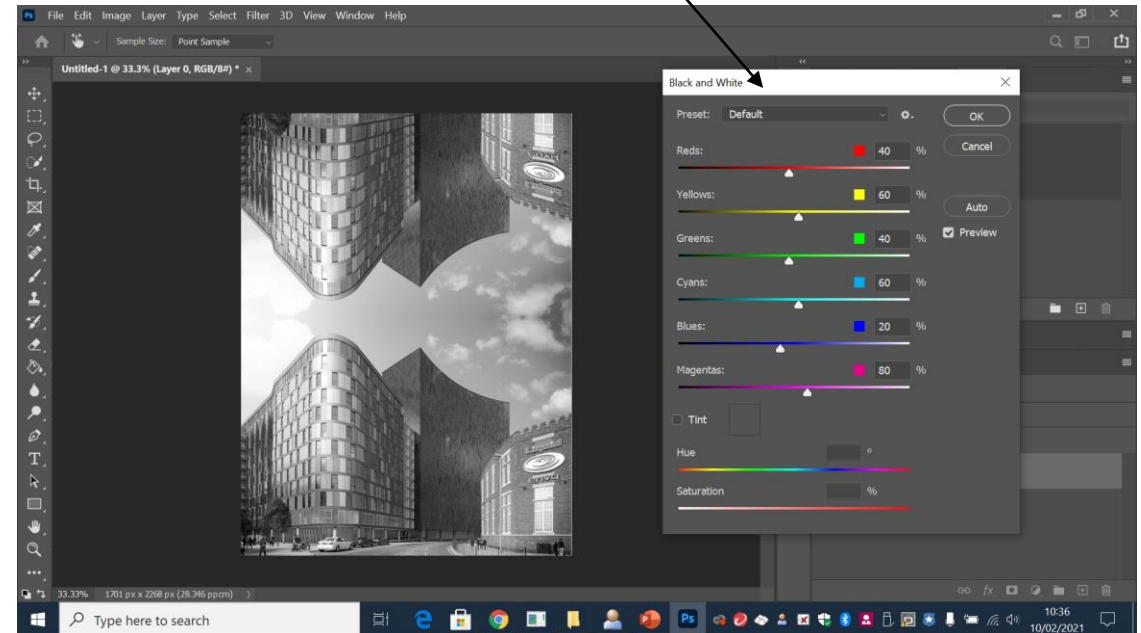 Ps File Edit Image Layer Type Select Filter 3D View Window Help
Sample Size: Point Sample
Untitled-1 @ 33.3% (Layer 0, RGB/8#) * ×
Black and White
Preset: Default
OK
Reds: 40 %
Cancel
Yellows: 60 %
Auto
Greens: 40 %
Preview
Cyans: 60 %
Blues: 20 %
Magentas: 80 %
Tint
Hue °
Saturation %
33.33% 1701 px x 2268 px (28.346 ppcm)
fx
Type here to search
Ps
10:36
10/02/2021